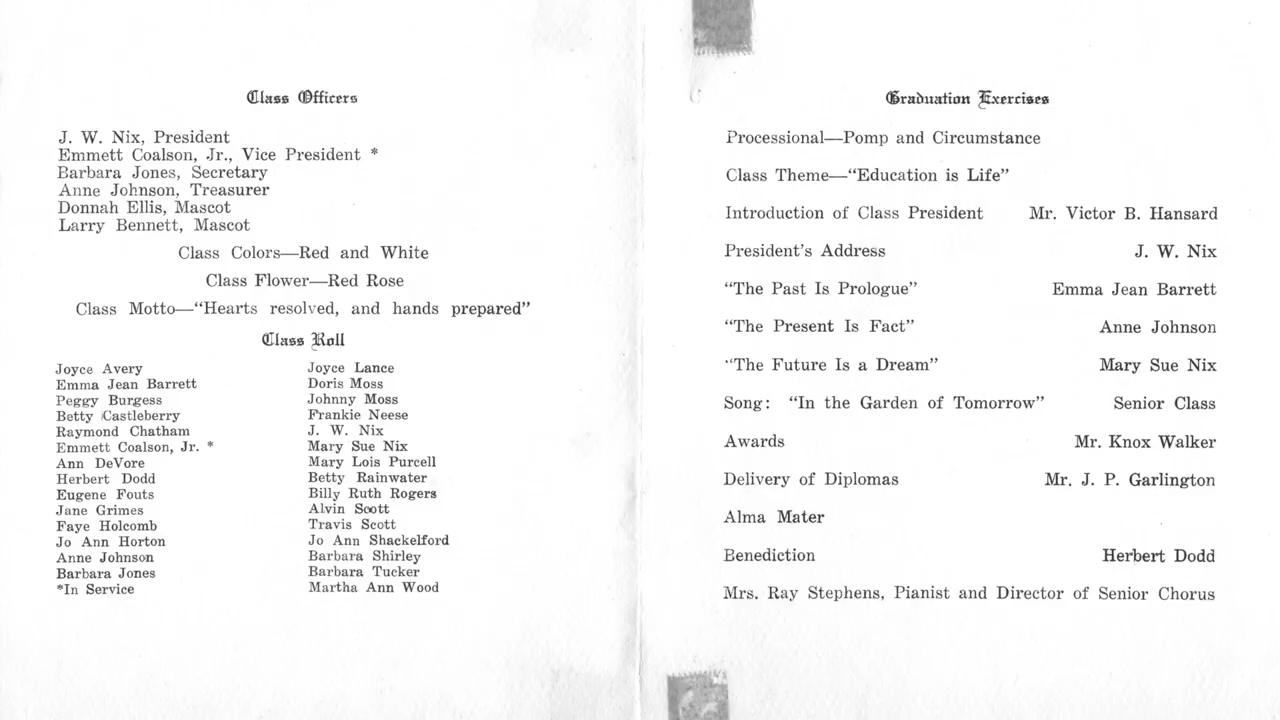 Class Officers
J. W. Nix, President
Emmett Coalson, Jr., Vice President *
Barbara Jones, Secretary
Anne Johnson, Treasurer
Donnah Ellis, Mascot
Larry Bennett, Mascot
Class Colors—Red and White
Class Flower—Red Rose
Class Motto—“Hearts resolved, and hands prepared”
Class Roll
Joyce Avery
Emma Jean Barrett
Peggy Burgess
Betty Castleberry
Raymond Chatham
Emmett Coalson, Jr. *
Ann DeVore
Herbert Dodd
Eugene Fouts
Jane Grimes
Faye Holcomb
Jo Ann Horton
Anne Johnson
Barbara Jones
*In Service
Joyce Lance
Doris Moss
Johnny Moss
Frankie Neese
J. W. Nix
Mary Sue Nix
Mary Lois Purcell
Betty Rainwater
Billy Ruth Rogers
Alvin Scott
Travis Scott
Jo Ann Shackelford
Barbara Shirley
Barbara Tucker
Martha Ann Wood
Graduation Exercises
Processional—Pomp and Circumstance
Class Theme—“Education is Life”
Introduction of Class President Mr. Victor B. Hansard
President’s Address J. W. Nix
“The Past Is Prologue” Emma Jean Barrett
“The Present Is Fact” Anne Johnson
“The Future Is a Dream” Mary Sue Nix
Song: “In the Garden of Tomorrow” Senior Class
Awards Mr. Knox Walker
Delivery of Diplomas Mr. J. P. Garlington
Alma Mater
Benediction Herbert Dodd
Mrs. Ray Stephens, Pianist and Director of Senior Chorus